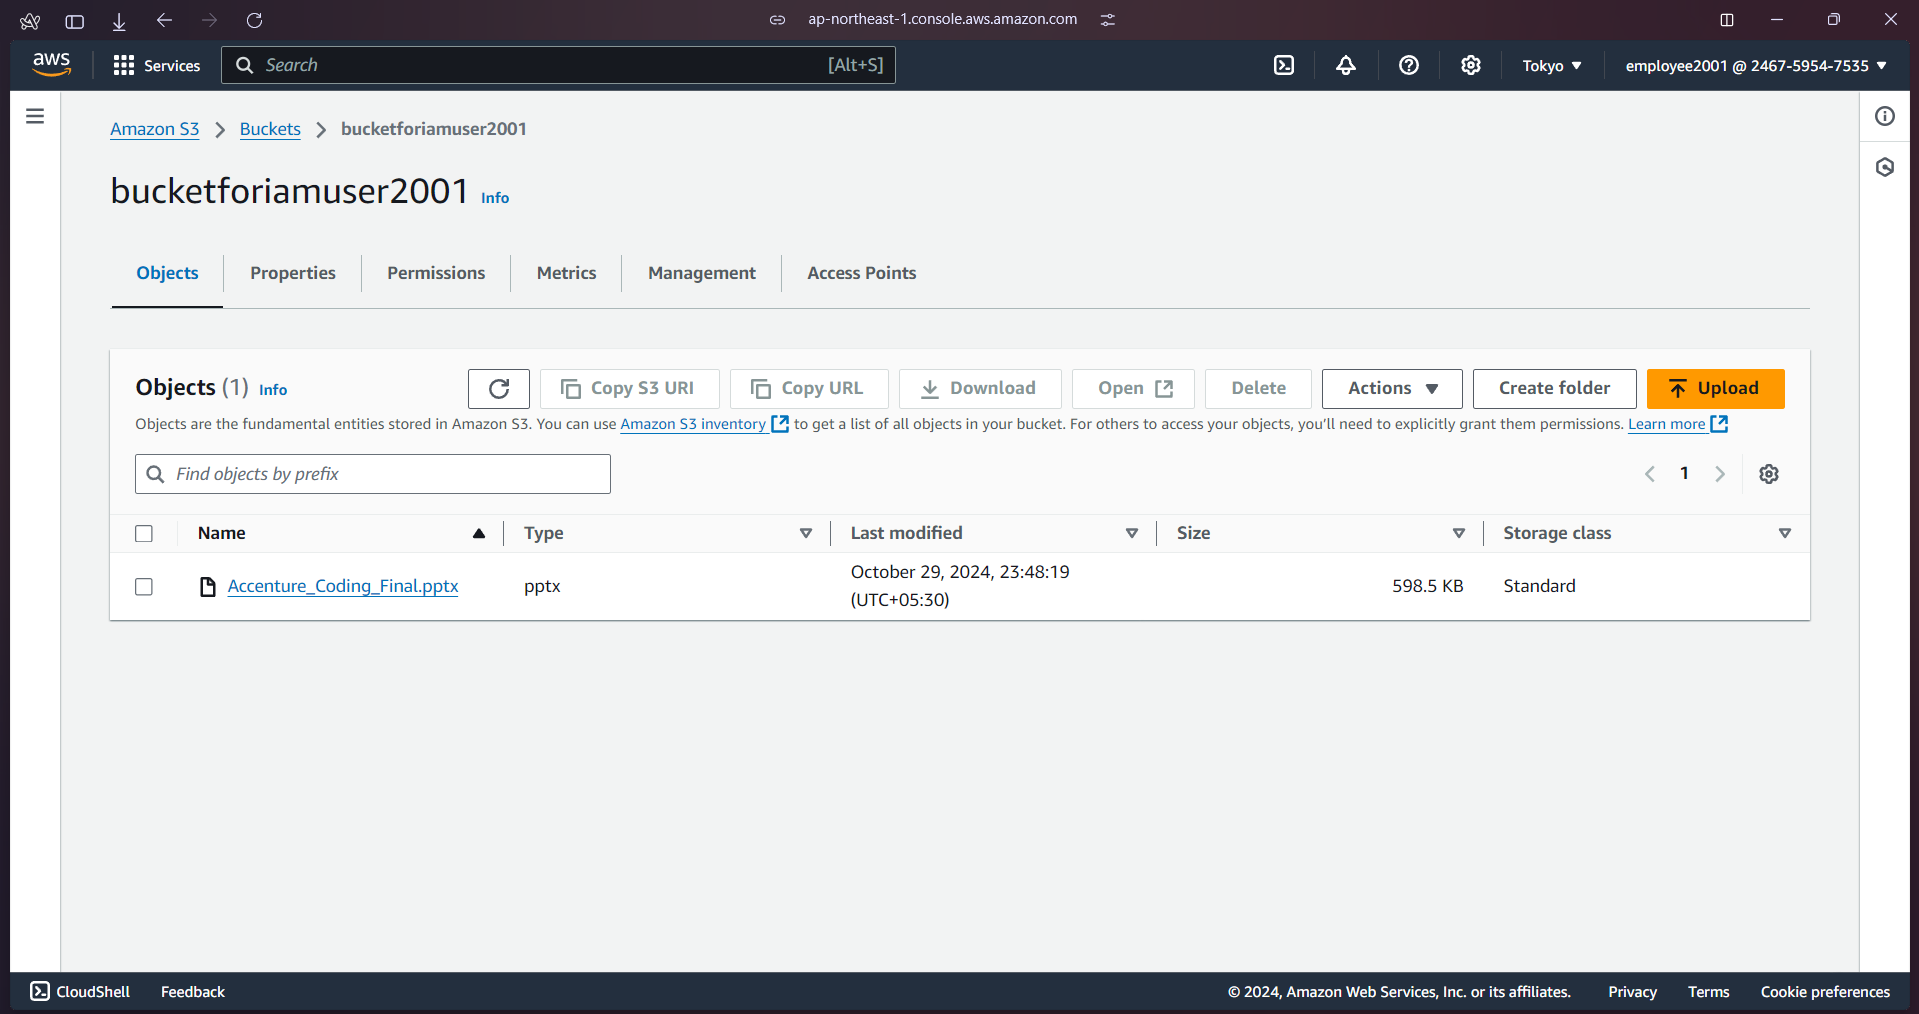 ap-northeast-1.console.aws.amazon.com
aws
Services
Search
[Alt+S]
Tokyo
employee2001 @ 2467-5954-7535
Amazon S3
Buckets
bucketforiamuser2001
bucketforiamuser2001 Info
Objects
Properties
Permissions
Metrics
Management
Access Points
Objects (1) Info
Copy S3 URI
Copy URL
Download
Open
Delete
Actions
Create folder
Upload
Objects are the fundamental entities stored in Amazon S3. You can use Amazon S3 inventory to get a list of all objects in your bucket. For others to access your objects, you'll need to explicitly grant them permissions. Learn more
Find objects by prefix
1
Name
Type
Last modified
Size
Storage class
Accenture_Coding_Final.pptx
pptx
October 29, 2024, 23:48:19
(UTC+05:30)
598.5 KB
Standard
CloudShell
Feedback
© 2024, Amazon Web Services, Inc. or its affiliates.
Privacy
Terms
Cookie preferences